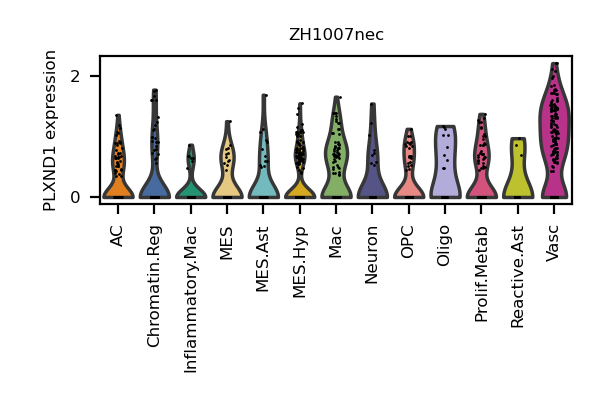 ZH1007nec
PLXND1 expression
2
0
AC
Chromatin.Reg
Inflammatory.Mac
MES
MES.Ast
MES.Hyp
Mac
Neuron
OPC
Oligo
Prolif.Metab
Reactive.Ast
Vasc